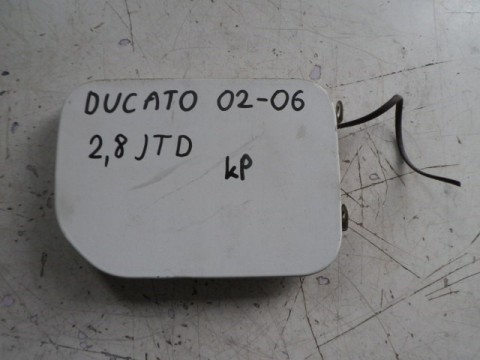 DUCATO 02-06
2,8 JTD
kP